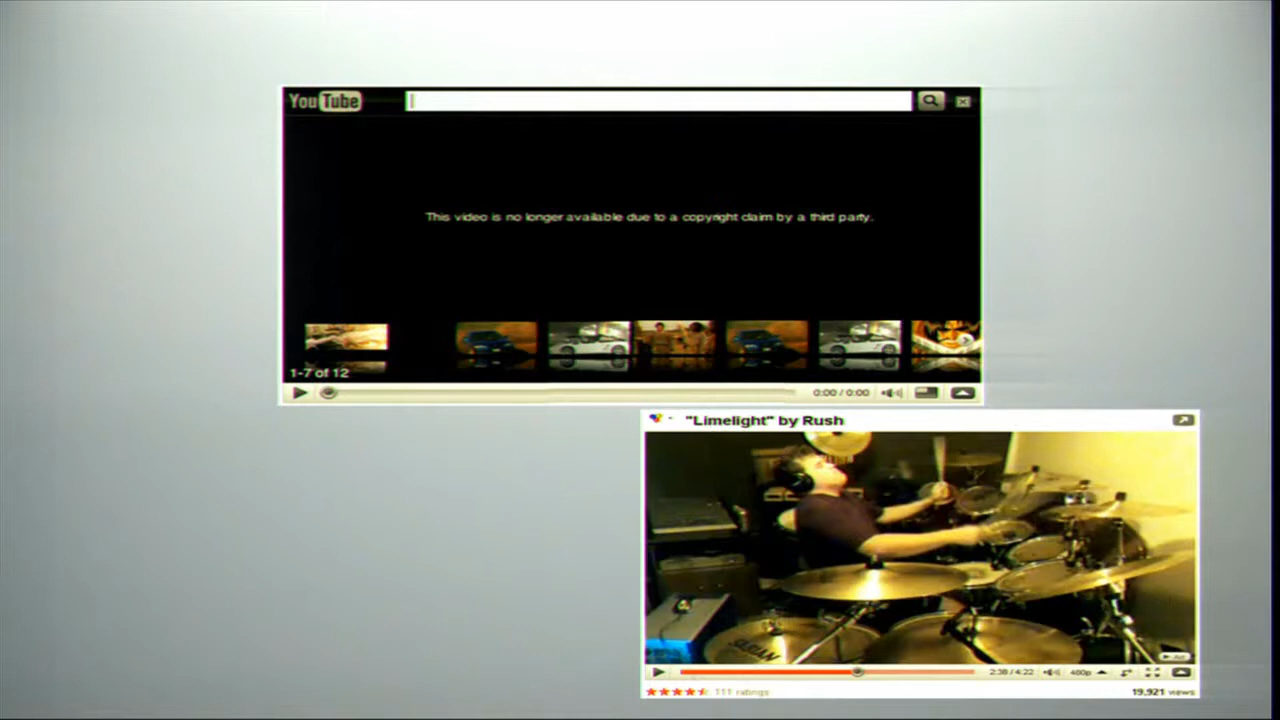 YouTube
This video is no longer available due to a copyright claim by a third party.
1-7 of 12
0:00 / 0:00
"Limelight" by Rush
SABIAN
2:38 / 4:22
480p
111 ratings
19,921 views